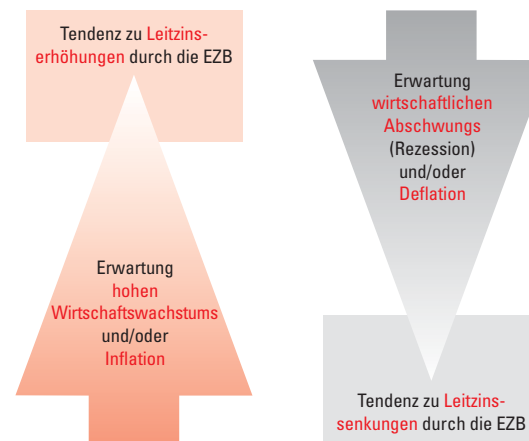 Tendenz zu Leitzins-
erhöhungen durch die EZB
Erwartung
hohen
Wirtschaftswachstums
und/oder
Inflation
Erwartung
wirtschaftlichen
Abschwungs
(Rezession)
und/oder
Deflation
Tendenz zu Leitzins-
senkungen durch die EZB